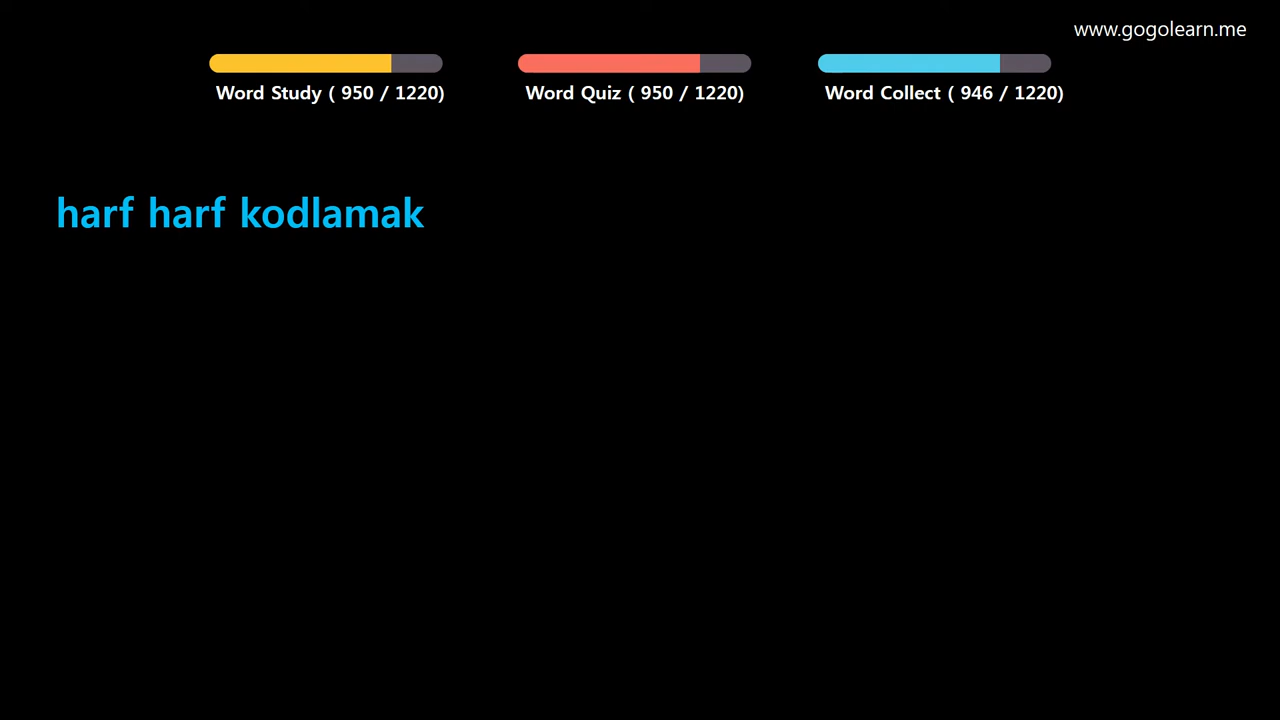 www.gogolearn.me
Word Study ( 950 / 1220)
Word Quiz ( 950 / 1220)
Word Collect ( 946 / 1220)
harf harf kodlamak